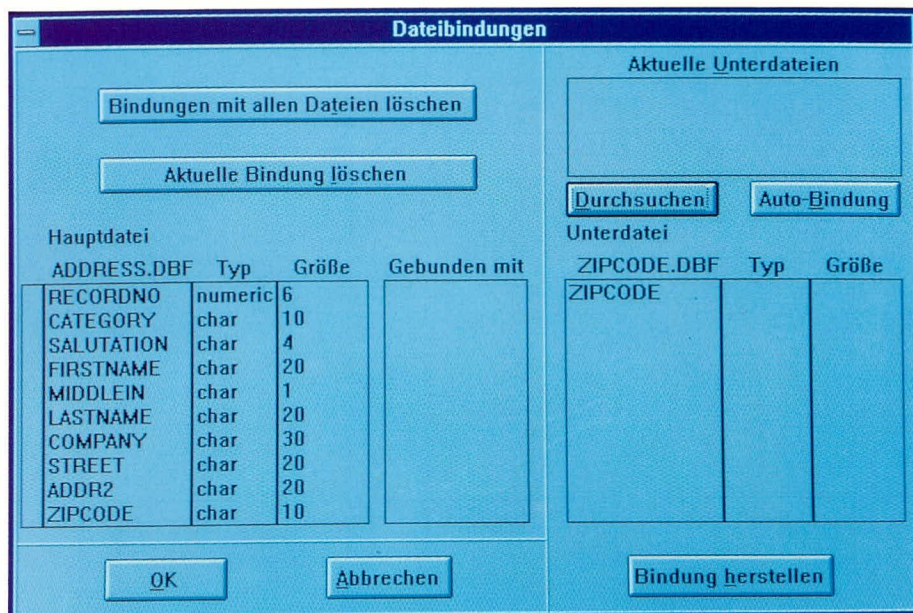 Dateibindungen
Bindungen mit allen Dateien löschen
Aktuelle Bindung löschen
Aktuelle Unterdateien
Durchsuchen
Auto-Bindung
Hauptdatei
ADDRESS.DBF Typ Größe Gebunden mit
RECORDNO numeric 6
CATEGORY char 10
SALUTATION char 4
FIRSTNAME char 20
MIDDLEIN char 1
LASTNAME char 20
COMPANY char 30
STREET char 20
ADDR2 char 20
ZIPCODE char 10
Unterdatei
ZIPCODE.DBF Typ Größe
ZIPCODE
OK
Abbrechen
Bindung herstellen